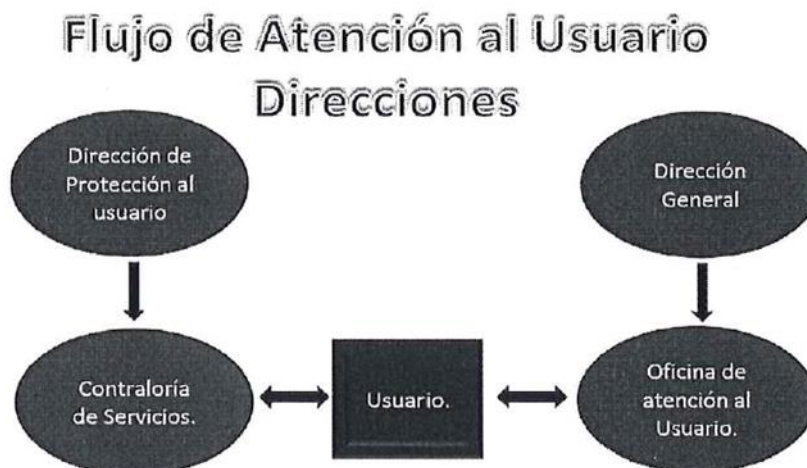 Flujo de Atención al Usuario
Direcciones
Dirección de
Protección al
usuario
Dirección
General
Contraloría
de Servicios.
Usuario.
Oficina de
atención al
Usuario.